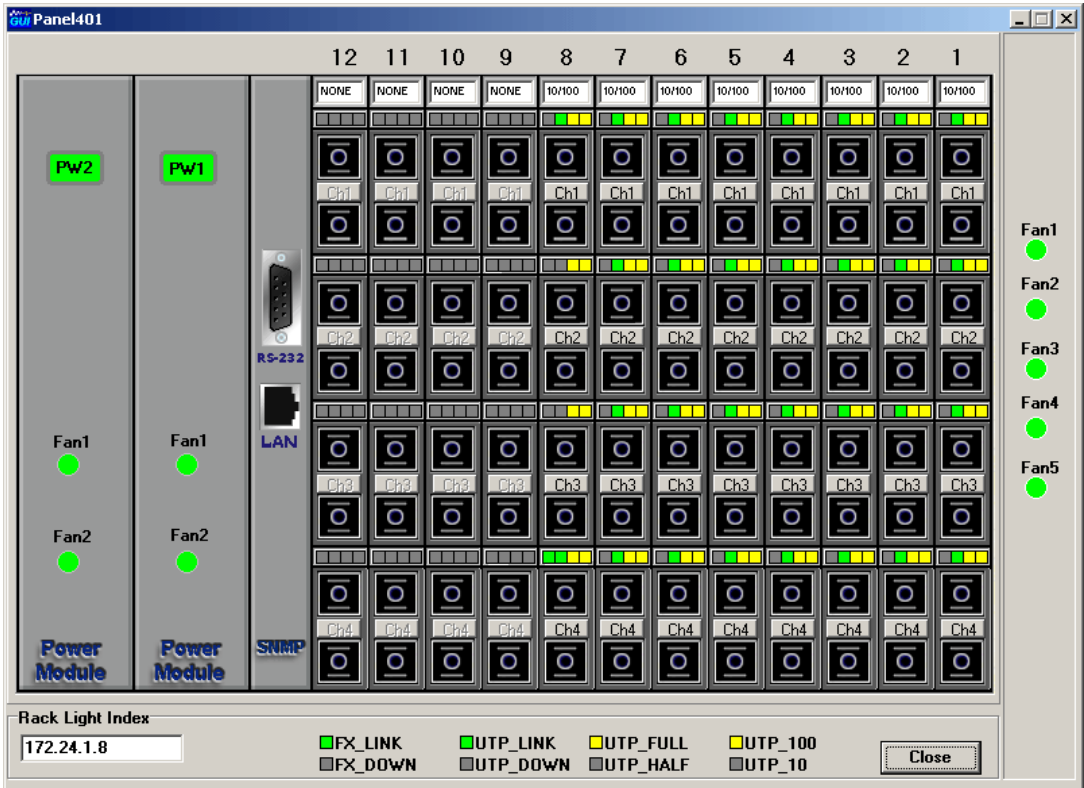 GUI Panel401
12 11 10 9 8 7 6 5 4 3 2 1
NONE NONE NONE NONE 10/100 10/100 10/100 10/100 10/100 10/100 10/100 10/100
PW2 PW1
Ch1 Ch1 Ch1 Ch1 Ch1 Ch1 Ch1 Ch1 Ch1 Ch1 Ch1 Ch1
Fan1
Fan2
Ch2 Ch2 Ch2 Ch2 Ch2 Ch2 Ch2 Ch2 Ch2 Ch2 Ch2 Ch2
Fan3
RS-232
Fan4
Fan1 Fan1 LAN
Fan5
Ch3 Ch3 Ch3 Ch3 Ch3 Ch3 Ch3 Ch3 Ch3 Ch3 Ch3 Ch3
Fan2 Fan2
Ch4 Ch4 Ch4 Ch4 Ch4 Ch4 Ch4 Ch4 Ch4 Ch4 Ch4 Ch4
Power Power SNMP
Module Module
Rack Light Index
172.24.1.8
FX_LINK UTP_LINK UTP_FULL UTP_100
FX_DOWN UTP_DOWN UTP_HALF UTP_10
Close